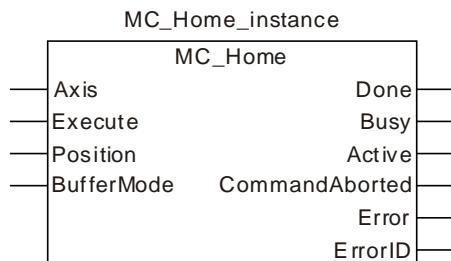 MC_Home_instance
MC_Home
Axis Done
Execute Busy
Position Active
BufferMode CommandAborted
Error
ErrorID